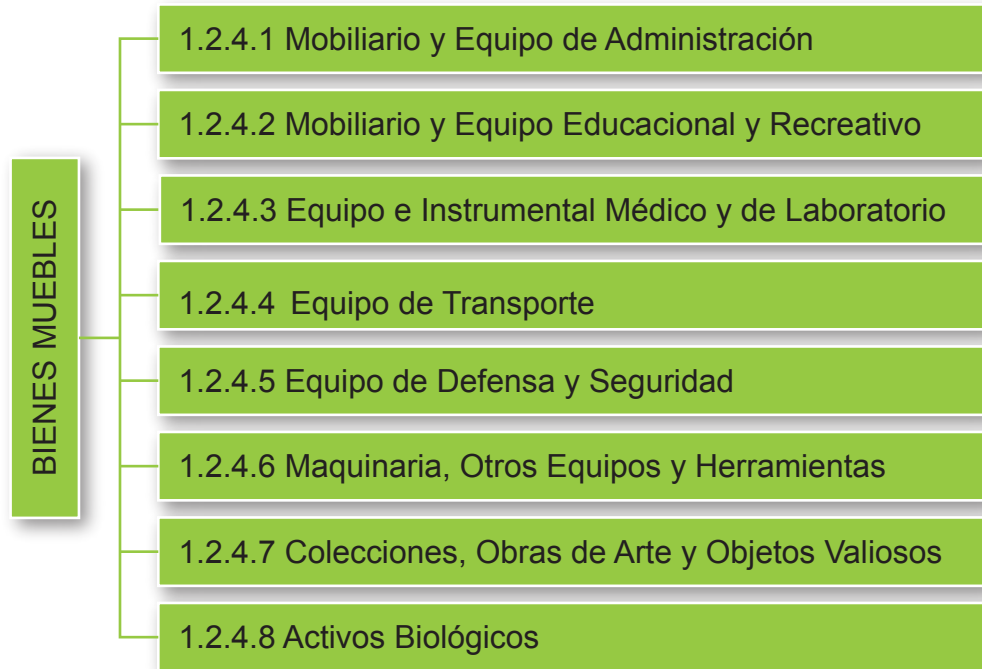 BIENES MUEBLES
1.2.4.1 Mobiliario y Equipo de Administración
1.2.4.2 Mobiliario y Equipo Educacional y Recreativo
1.2.4.3 Equipo e Instrumental Médico y de Laboratorio
1.2.4.4 Equipo de Transporte
1.2.4.5 Equipo de Defensa y Seguridad
1.2.4.6 Maquinaria, Otros Equipos y Herramientas
1.2.4.7 Colecciones, Obras de Arte y Objetos Valiosos
1.2.4.8 Activos Biológicos